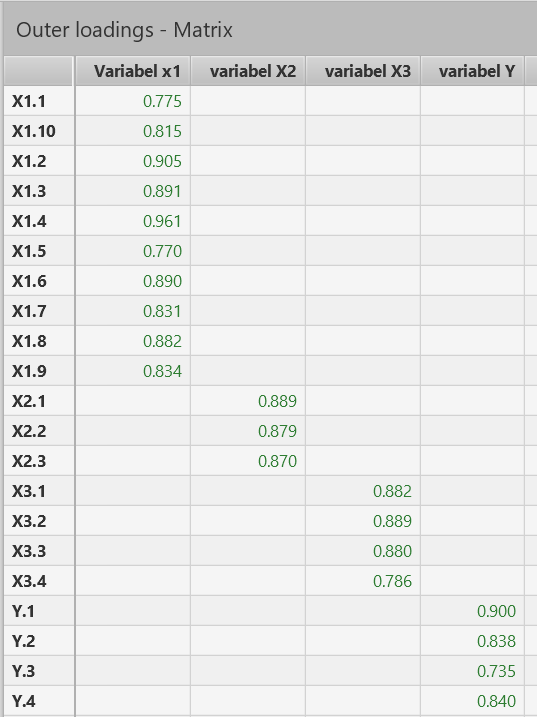 Outer loadings - Matrix
Variabel x1 variabel X2 variabel X3 variabel Y
X1.1 0.775
X1.10 0.815
X1.2 0.905
X1.3 0.891
X1.4 0.961
X1.5 0.770
X1.6 0.890
X1.7 0.831
X1.8 0.882
X1.9 0.834
X2.1 0.889
X2.2 0.879
X2.3 0.870
X3.1 0.882
X3.2 0.889
X3.3 0.880
X3.4 0.786
Y.1 0.900
Y.2 0.838
Y.3 0.735
Y.4 0.840